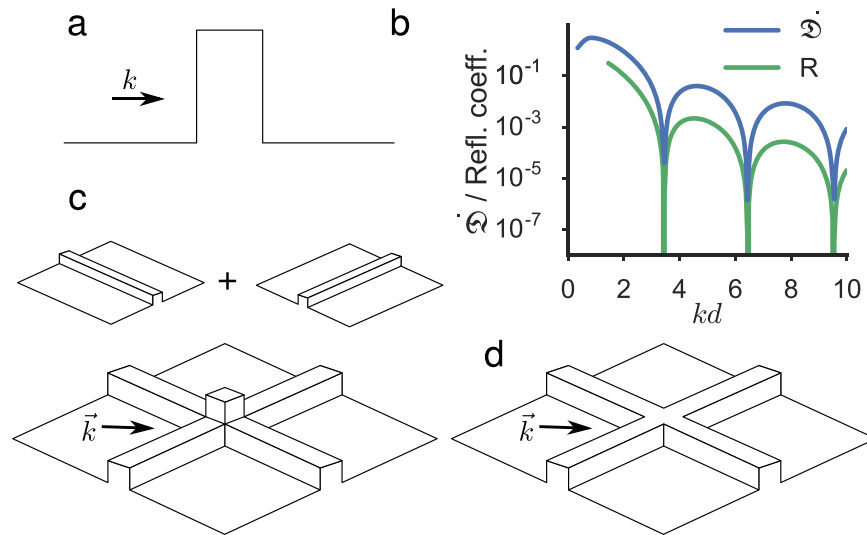 a
k
b
𝔇̇
R
𝔇̇ / Refl. coeff.
10⁻¹
10⁻³
10⁻⁵
10⁻⁷
0 2 4 6 8 10
kd
c
+
k⃗
d
k⃗